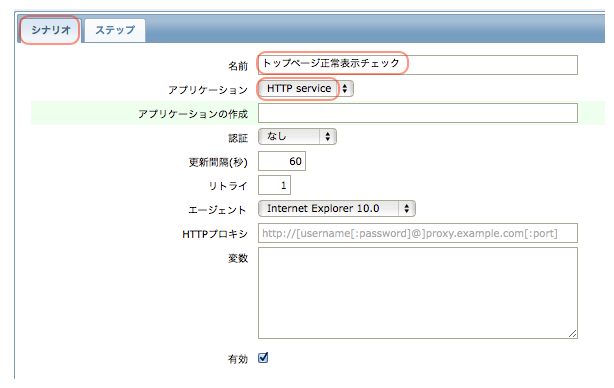 シナリオ ステップ
名前 トップページ正常表示チェック
アプリケーション HTTP service
アプリケーションの作成
認証 なし
更新間隔(秒) 60
リトライ 1
エージェント Internet Explorer 10.0
HTTPプロキシ http://[username[:password]@]proxy.example.com[:port]
変数
有効